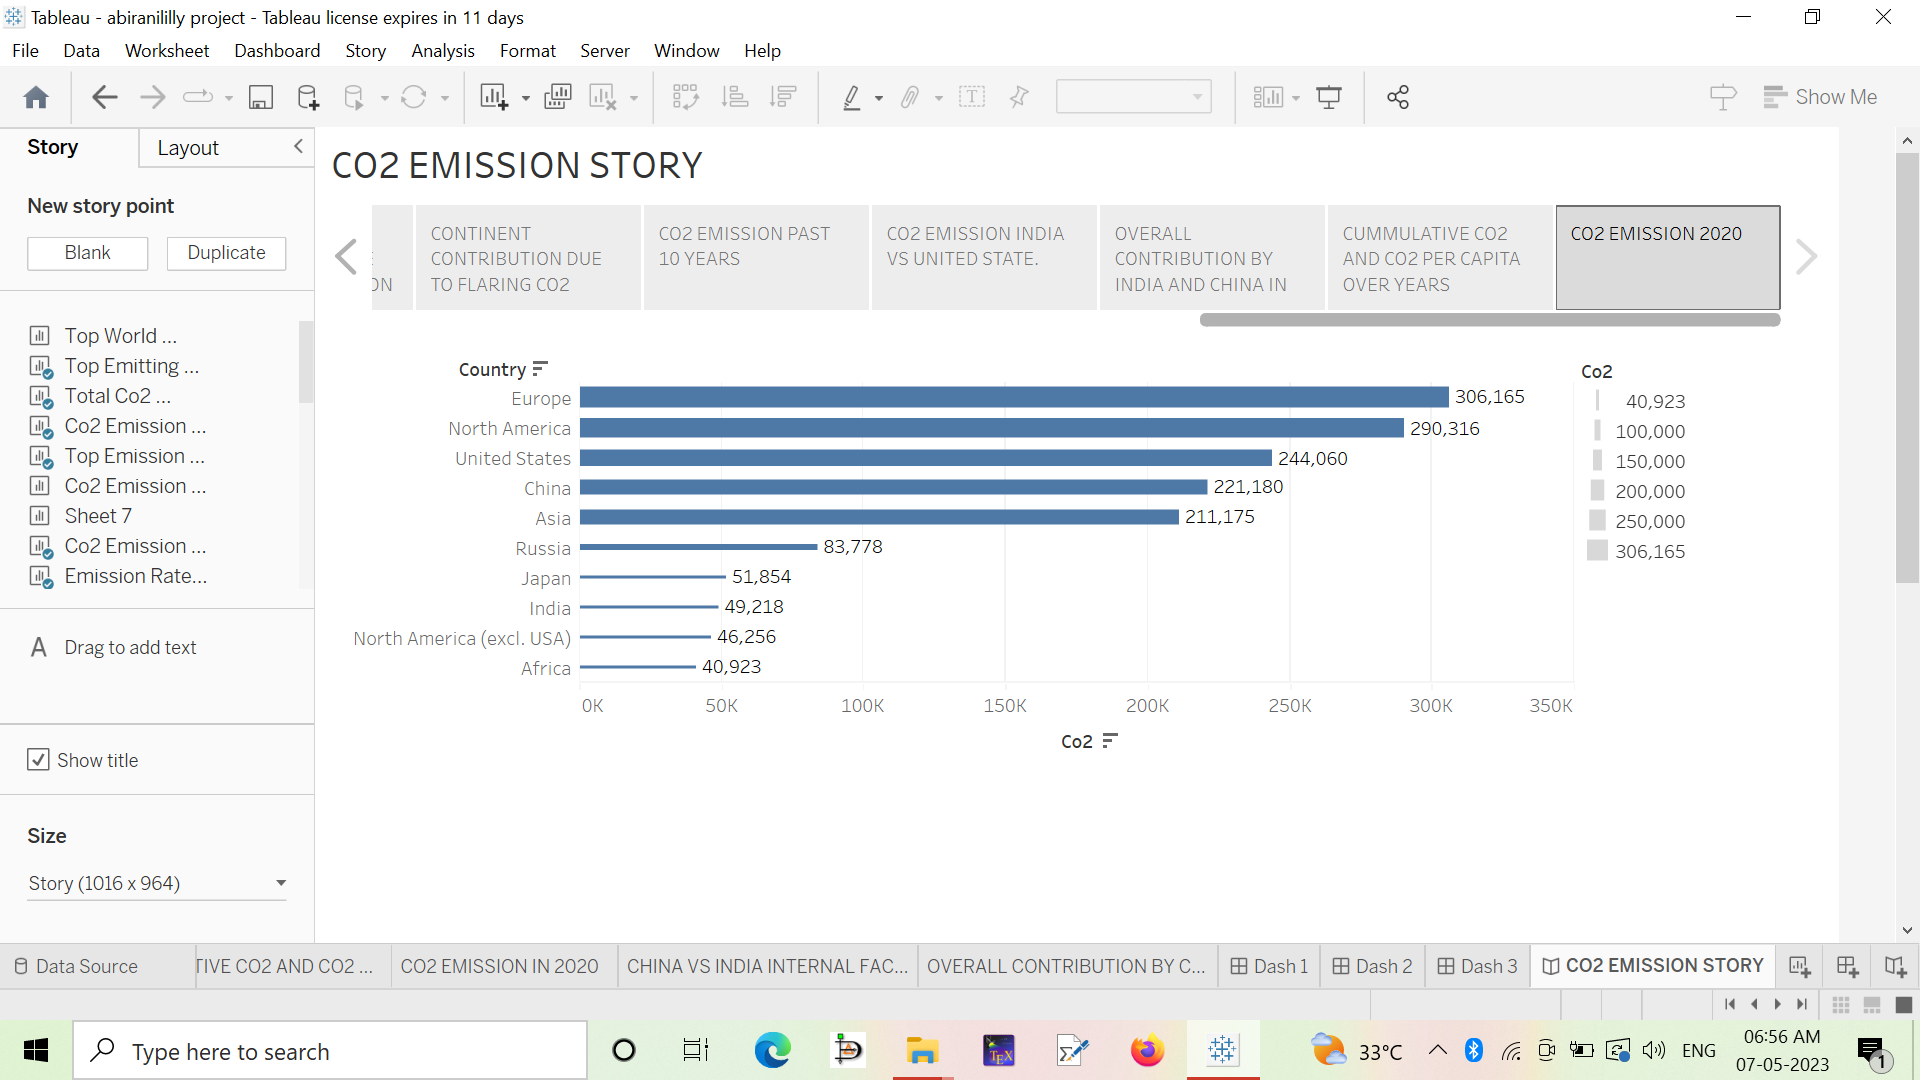 Tableau - abiranililly project - Tableau license expires in 11 days
File Data Worksheet Dashboard Story Analysis Format Server Window Help
Show Me
Story Layout
New story point
Blank Duplicate
Top World ...
Top Emitting ...
Total Co2 ...
Co2 Emission ...
Top Emission ...
Co2 Emission ...
Sheet 7
Co2 Emission ...
Emission Rate...
A Drag to add text
Show title
Size
Story (1016 x 964)
CO2 EMISSION STORY
ON
CONTINENT
CONTRIBUTION DUE
TO FLARING CO2
CO2 EMISSION PAST
10 YEARS
CO2 EMISSION INDIA
VS UNITED STATE.
OVERALL
CONTRIBUTION BY
INDIA AND CHINA IN
CUMMULATIVE CO2
AND CO2 PER CAPITA
OVER YEARS
CO2 EMISSION 2020
Country
Europe 306,165
North America 290,316
United States 244,060
China 221,180
Asia 211,175
Russia 83,778
Japan 51,854
India 49,218
North America (excl. USA) 46,256
Africa 40,923
0K 50K 100K 150K 200K 250K 300K 350K
Co2
Co2
40,923
100,000
150,000
200,000
250,000
306,165
Data Source TIVE CO2 AND CO2 ... CO2 EMISSION IN 2020 CHINA VS INDIA INTERNAL FAC... OVERALL CONTRIBUTION BY C... Dash 1 Dash 2 Dash 3 CO2 EMISSION STORY
Type here to search
TEX
33°C
ENG
06:56 AM
07-05-2023
1